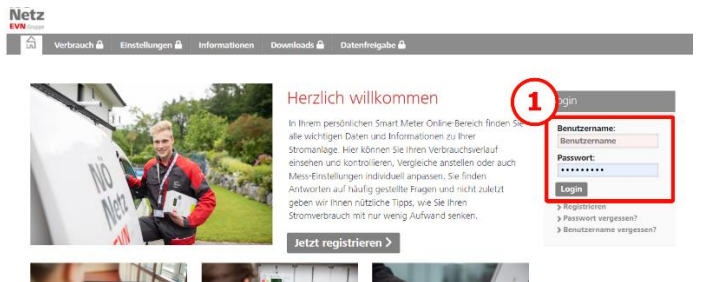 Netz
EVN Gruppe
Verbrauch Einstellungen Informationen Downloads Datenfreigabe
Herzlich willkommen
In Ihrem persönlichen Smart Meter Online-Bereich finden Sie
alle wichtigen Daten und Informationen zu Ihrer
Stromanlage. Hier können Sie Ihren Verbrauchsverlauf
einsehen und kontrollieren, Vergleiche anstellen oder auch
Mess-Einstellungen individuell anpassen. Sie finden
Antworten auf häufig gestellte Fragen und nicht zuletzt
geben wir Ihnen nützliche Tipps, wie Sie Ihren
Stromverbrauch mit nur wenig Aufwand senken.
Jetzt registrieren >
NÖ
Netz
EVN
1
ogin
Benutzername:
Benutzername
Passwort:
•••••••••
Login
> Registrieren
> Passwort vergessen?
> Benutzername vergessen?